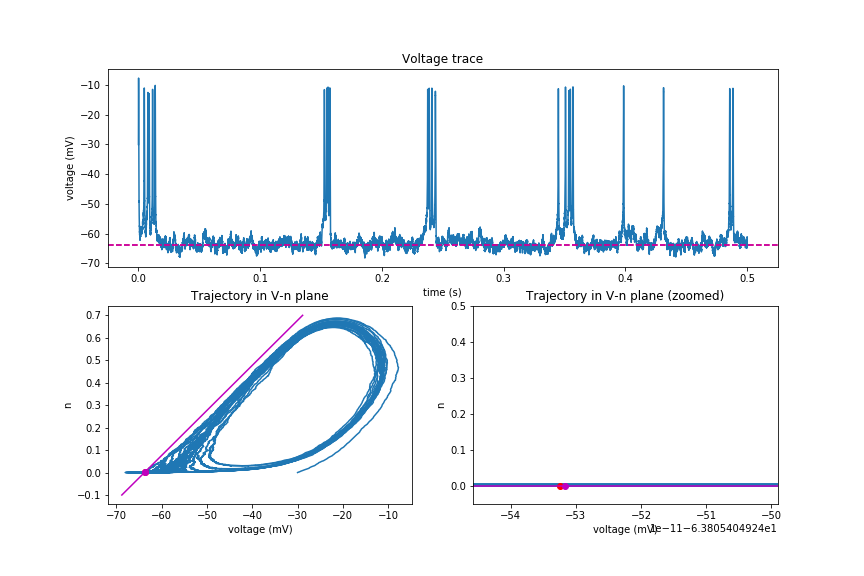 Voltage trace
voltage (mV)
−10
−20
−30
−40
−50
−60
−70
0.0 0.1 0.2 0.3 0.4 0.5
time (s)
Trajectory in V-n plane
n
0.7
0.6
0.5
0.4
0.3
0.2
0.1
0.0
−0.1
−70 −60 −50 −40 −30 −20 −10
voltage (mV)
Trajectory in V-n plane (zoomed)
n
0.5
0.4
0.3
0.2
0.1
0.0
−54 −53 −52 −51 −50
voltage (mV)
1e−11−6.3805404924e1